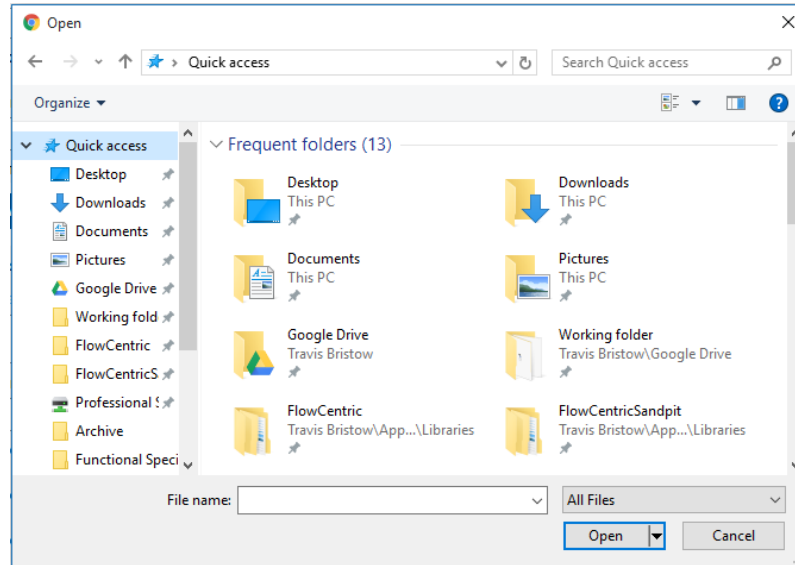 Open
Quick access
Search Quick access
Organize
Quick access
Desktop
Downloads
Documents
Pictures
Google Drive
Working fold
FlowCentric
FlowCentricS
Professional S
Archive
Functional Speci
Frequent folders (13)
Desktop
This PC
Downloads
This PC
Documents
This PC
Pictures
This PC
Google Drive
Travis Bristow
Working folder
Travis Bristow\Google Drive
FlowCentric
Travis Bristow\App...\Libraries
FlowCentricSandpit
Travis Bristow\App...\Libraries
File name:
All Files
Open
Cancel